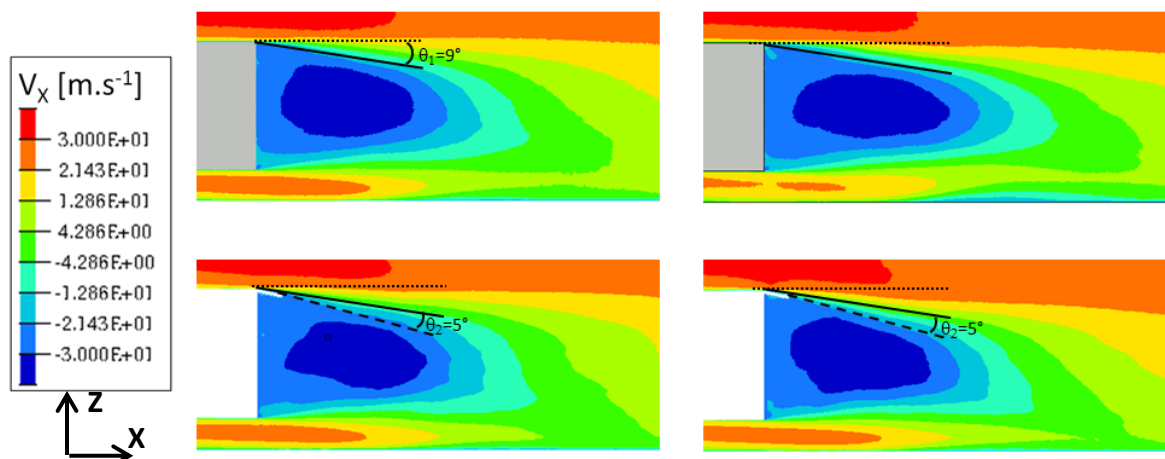 Vₓ [m.s⁻¹]
3.000E+01
2.143E+01
1.286E+01
4.286E+00
-4.286E+00
-1.286E+01
-2.143E+01
-3.000E+01
Z
X
θ₁=9°
θ₂=5°
θ₂=5°